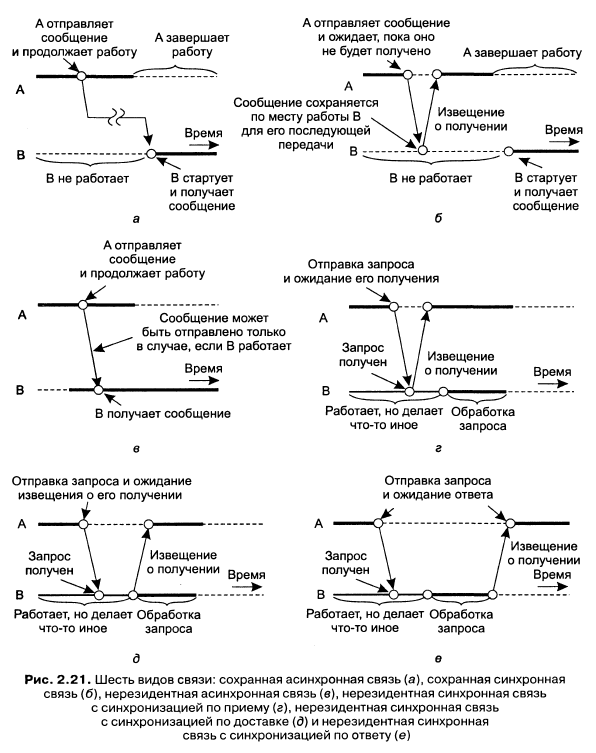 А отправляет
сообщение
и продолжает работу
А завершает
работу
А
Время
В
В не работает
В стартует
и получает
сообщение
а
А отправляет сообщение
и ожидает, пока оно
не будет получено
А завершает работу
А
Сообщение сохраняется
по месту работы В
для его последующей
передачи
Извещение
о получении
Время
В
В не работает
В стартует
и получает
сообщение
б
А отправляет
сообщение
и продолжает работу
А
Сообщение может
быть отправлено только
в случае, если В работает
Время
В
В получает сообщение
в
Отправка запроса
и ожидание его получения
А
Запрос
получен
Извещение
о получении
Время
В
Работает, но делает
что-то иное
Обработка
запроса
г
Отправка запроса и ожидание
извещения о его получении
А
Запрос
получен
Извещение
о получении
Время
В
Работает, но делает
что-то иное
Обработка
запроса
д
Отправка запроса
и ожидание ответа
А
Запрос
получен
Извещение
о получении
Время
В
Работает, но делает
что-то иное
Обработка
запроса
е
Рис. 2.21. Шесть видов связи: сохранная асинхронная связь (а), сохранная синхронная
связь (б), нерезидентная асинхронная связь (в), нерезидентная синхронная связь
с синхронизацией по приему (г), нерезидентная синхронная связь
с синхронизацией по доставке (д) и нерезидентная синхронная
связь с синхронизацией по ответу (е)